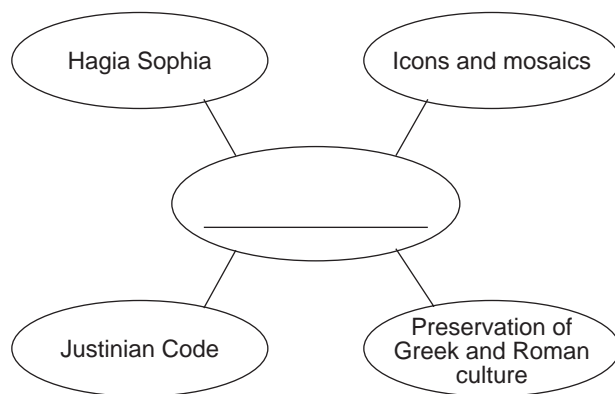 Hagia Sophia
Icons and mosaics
Justinian Code
Preservation of
Greek and Roman
culture